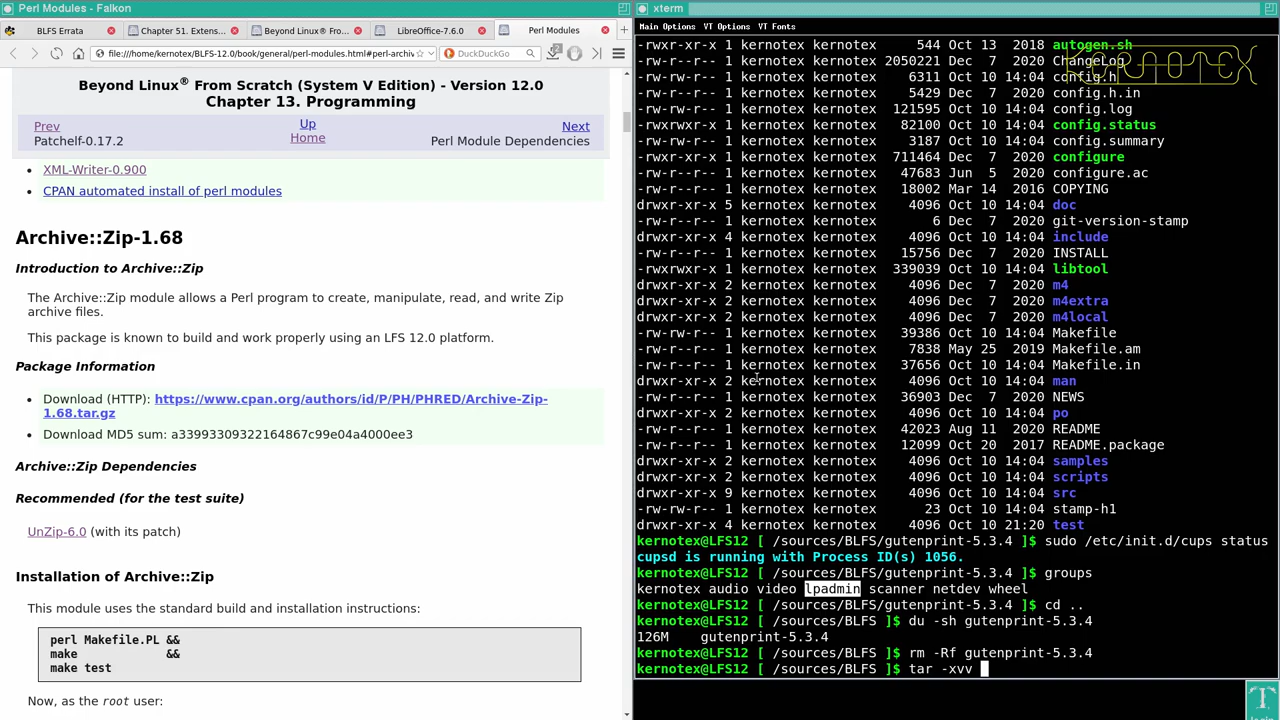 Perl Modules - Falkon
BLFS Errata
Chapter 51. Extens...
Beyond Linux® Fro...
LibreOffice-7.6.0
Perl Modules
file:///home/kernotex/BLFS-12.0/book/general/perl-modules.html#perl-archiv
DuckDuckGo
Beyond Linux® From Scratch (System V Edition) - Version 12.0
Chapter 13. Programming
Prev
Up
Next
Patchelf-0.17.2
Home
Perl Module Dependencies
XML-Writer-0.900
CPAN automated install of perl modules
Archive::Zip-1.68
Introduction to Archive::Zip
The Archive::Zip module allows a Perl program to create, manipulate, read, and write Zip
archive files.
This package is known to build and work properly using an LFS 12.0 platform.
Package Information
Download (HTTP): https://www.cpan.org/authors/id/P/PH/PHRED/Archive-Zip-
1.68.tar.gz
Download MD5 sum: a33993309322164867c99e04a4000ee3
Archive::Zip Dependencies
Recommended (for the test suite)
UnZip-6.0 (with its patch)
Installation of Archive::Zip
This module uses the standard build and installation instructions:
perl Makefile.PL &&
make &&
make test
Now, as the root user:
xterm
Main Options VT Options VT Fonts
-rwxr-xr-x 1 kernotex kernotex 544 Oct 13 2018 autogen.sh
-rw-r--r-- 1 kernotex kernotex 2050221 Dec 7 2020 ChangeLog
-rw-rw-r-- 1 kernotex kernotex 6311 Oct 10 14:04 config.h
-rw-r--r-- 1 kernotex kernotex 5429 Dec 7 2020 config.h.in
-rw-rw-r-- 1 kernotex kernotex 121595 Oct 10 14:04 config.log
-rwxrwxr-x 1 kernotex kernotex 82100 Oct 10 14:04 config.status
-rw-rw-r-- 1 kernotex kernotex 3187 Oct 10 14:04 config.summary
-rwxr-xr-x 1 kernotex kernotex 711464 Dec 7 2020 configure
-rw-r--r-- 1 kernotex kernotex 47683 Jun 5 2020 configure.ac
-rw-r--r-- 1 kernotex kernotex 18002 Mar 14 2016 COPYING
drwxr-xr-x 5 kernotex kernotex 4096 Oct 10 14:04 doc
-rw-r--r-- 1 kernotex kernotex 6 Dec 7 2020 git-version-stamp
drwxr-xr-x 4 kernotex kernotex 4096 Oct 10 14:04 include
-rw-r--r-- 1 kernotex kernotex 15756 Dec 7 2020 INSTALL
-rwxrwxr-x 1 kernotex kernotex 339039 Oct 10 14:04 libtool
drwxr-xr-x 2 kernotex kernotex 4096 Dec 7 2020 m4
drwxr-xr-x 2 kernotex kernotex 4096 Dec 7 2020 m4extra
drwxr-xr-x 2 kernotex kernotex 4096 Dec 7 2020 m4local
-rw-rw-r-- 1 kernotex kernotex 39386 Oct 10 14:04 Makefile
-rw-r--r-- 1 kernotex kernotex 7838 May 25 2019 Makefile.am
-rw-r--r-- 1 kernotex kernotex 37656 Dec 7 2020 Makefile.in
drwxr-xr-x 2 kernotex kernotex 4096 Oct 10 14:04 man
-rw-r--r-- 1 kernotex kernotex 36903 Dec 7 2020 NEWS
drwxr-xr-x 2 kernotex kernotex 4096 Oct 10 14:04 po
-rw-r--r-- 1 kernotex kernotex 42023 Aug 11 2020 README
-rw-r--r-- 1 kernotex kernotex 12099 Oct 20 2017 README.package
drwxr-xr-x 2 kernotex kernotex 4096 Oct 10 14:04 samples
drwxr-xr-x 2 kernotex kernotex 4096 Oct 10 14:04 scripts
drwxr-xr-x 9 kernotex kernotex 4096 Oct 10 14:04 src
-rw-rw-r-- 1 kernotex kernotex 23 Oct 10 14:04 stamp-h1
drwxr-xr-x 4 kernotex kernotex 4096 Oct 10 21:20 test
kernotex@LFS12 [ /sources/BLFS/gutenprint-5.3.4 ]$ sudo /etc/init.d/cups status
cupsd is running with Process ID(s) 1056.
kernotex@LFS12 [ /sources/BLFS/gutenprint-5.3.4 ]$ groups
kernotex audio video lpadmin scanner netdev wheel
kernotex@LFS12 [ /sources/BLFS/gutenprint-5.3.4 ]$ cd ..
kernotex@LFS12 [ /sources/BLFS ]$ du -sh gutenprint-5.3.4
126M gutenprint-5.3.4
kernotex@LFS12 [ /sources/BLFS ]$ rm -Rf gutenprint-5.3.4
kernotex@LFS12 [ /sources/BLFS ]$ tar -xvv
KERNOTEX